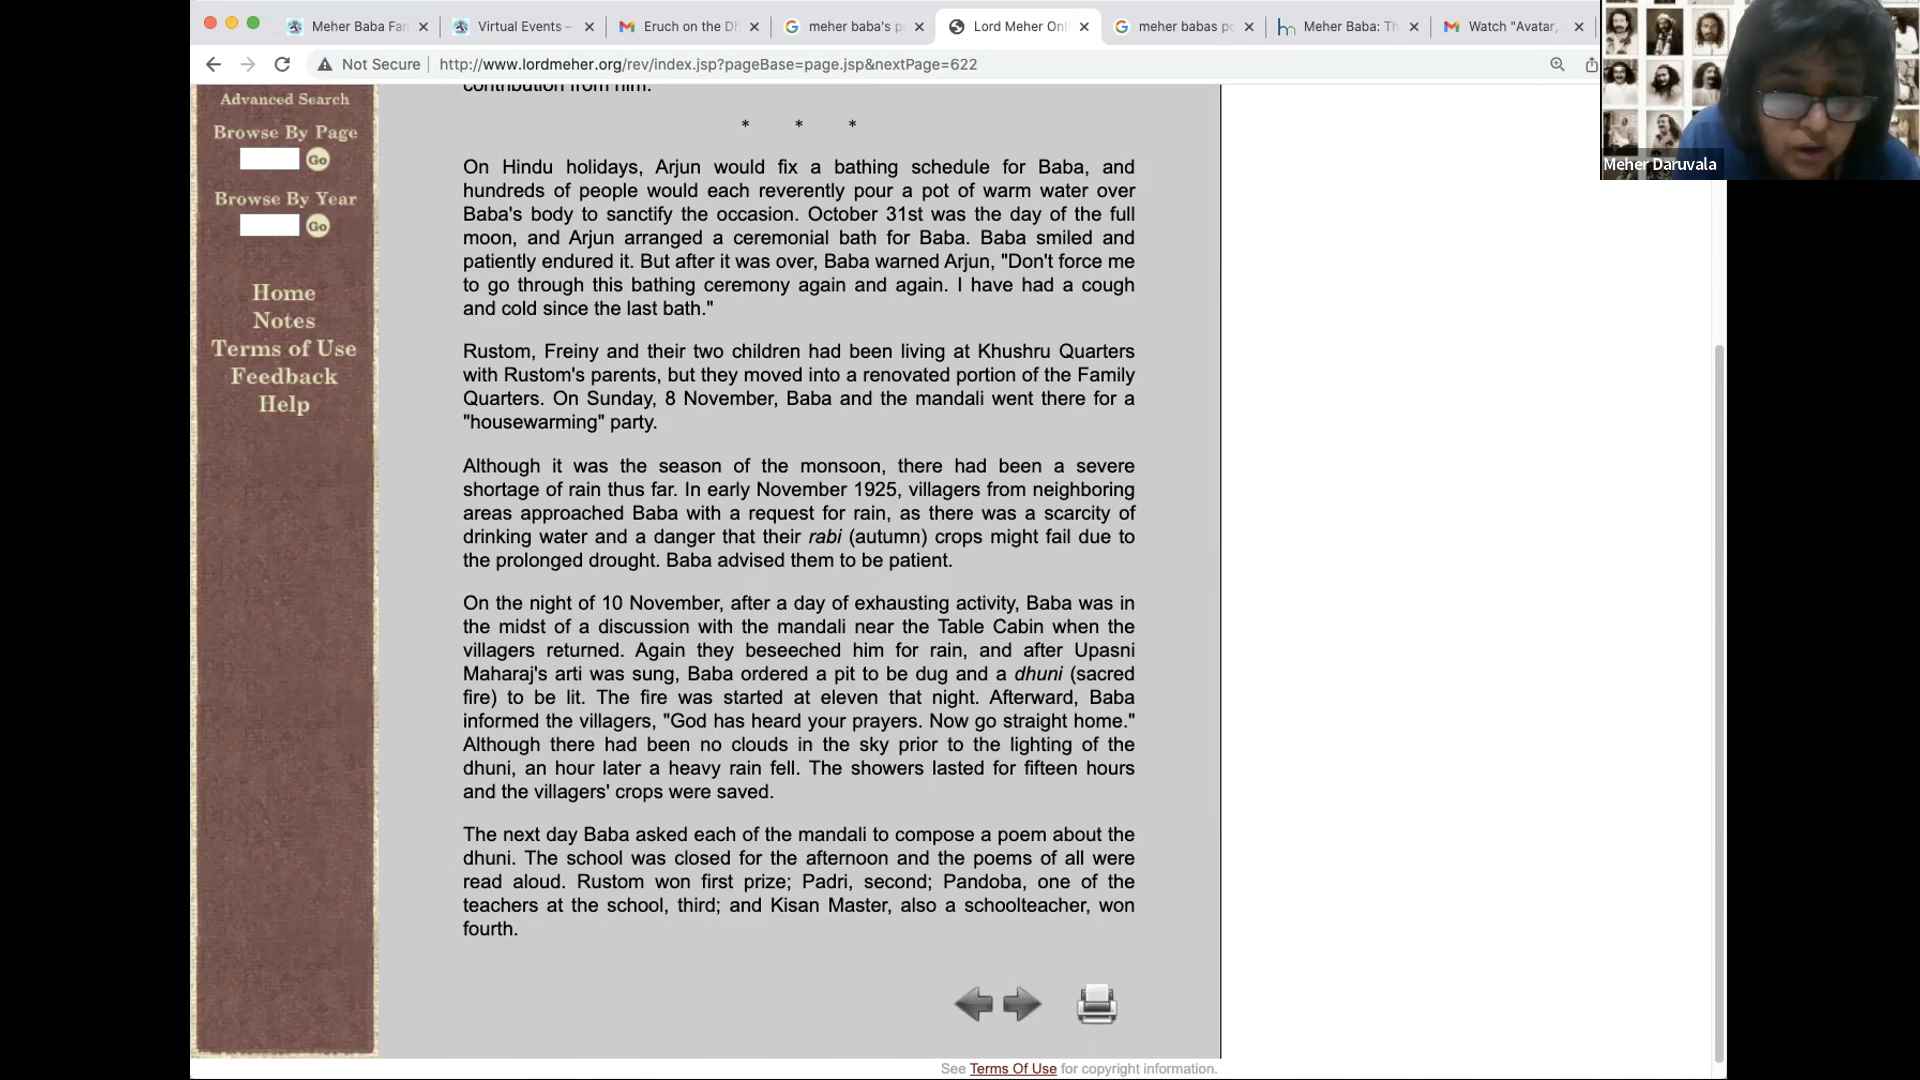 Meher Baba Fan
Virtual Events –
Eruch on the Dh
meher baba's p
Lord Meher Onl
meher babas po
Meher Baba: Th
Watch "Avatar,
Not Secure
http://www.lordmeher.org/rev/index.jsp?pageBase=page.jsp&nextPage=622
Meher Daruvala
Advanced Search
Browse By Page
Go
Browse By Year
Go
Home
Notes
Terms of Use
Feedback
Help
contribution from him.
* * *
On Hindu holidays, Arjun would fix a bathing schedule for Baba, and
hundreds of people would each reverently pour a pot of warm water over
Baba's body to sanctify the occasion. October 31st was the day of the full
moon, and Arjun arranged a ceremonial bath for Baba. Baba smiled and
patiently endured it. But after it was over, Baba warned Arjun, "Don't force me
to go through this bathing ceremony again and again. I have had a cough
and cold since the last bath."
Rustom, Freiny and their two children had been living at Khushru Quarters
with Rustom's parents, but they moved into a renovated portion of the Family
Quarters. On Sunday, 8 November, Baba and the mandali went there for a
"housewarming" party.
Although it was the season of the monsoon, there had been a severe
shortage of rain thus far. In early November 1925, villagers from neighboring
areas approached Baba with a request for rain, as there was a scarcity of
drinking water and a danger that their rabi (autumn) crops might fail due to
the prolonged drought. Baba advised them to be patient.
On the night of 10 November, after a day of exhausting activity, Baba was in
the midst of a discussion with the mandali near the Table Cabin when the
villagers returned. Again they beseeched him for rain, and after Upasni
Maharaj's arti was sung, Baba ordered a pit to be dug and a dhuni (sacred
fire) to be lit. The fire was started at eleven that night. Afterward, Baba
informed the villagers, "God has heard your prayers. Now go straight home."
Although there had been no clouds in the sky prior to the lighting of the
dhuni, an hour later a heavy rain fell. The showers lasted for fifteen hours
and the villagers' crops were saved.
The next day Baba asked each of the mandali to compose a poem about the
dhuni. The school was closed for the afternoon and the poems of all were
read aloud. Rustom won first prize; Padri, second; Pandoba, one of the
teachers at the school, third; and Kisan Master, also a schoolteacher, won
fourth.
See Terms Of Use for copyright information.